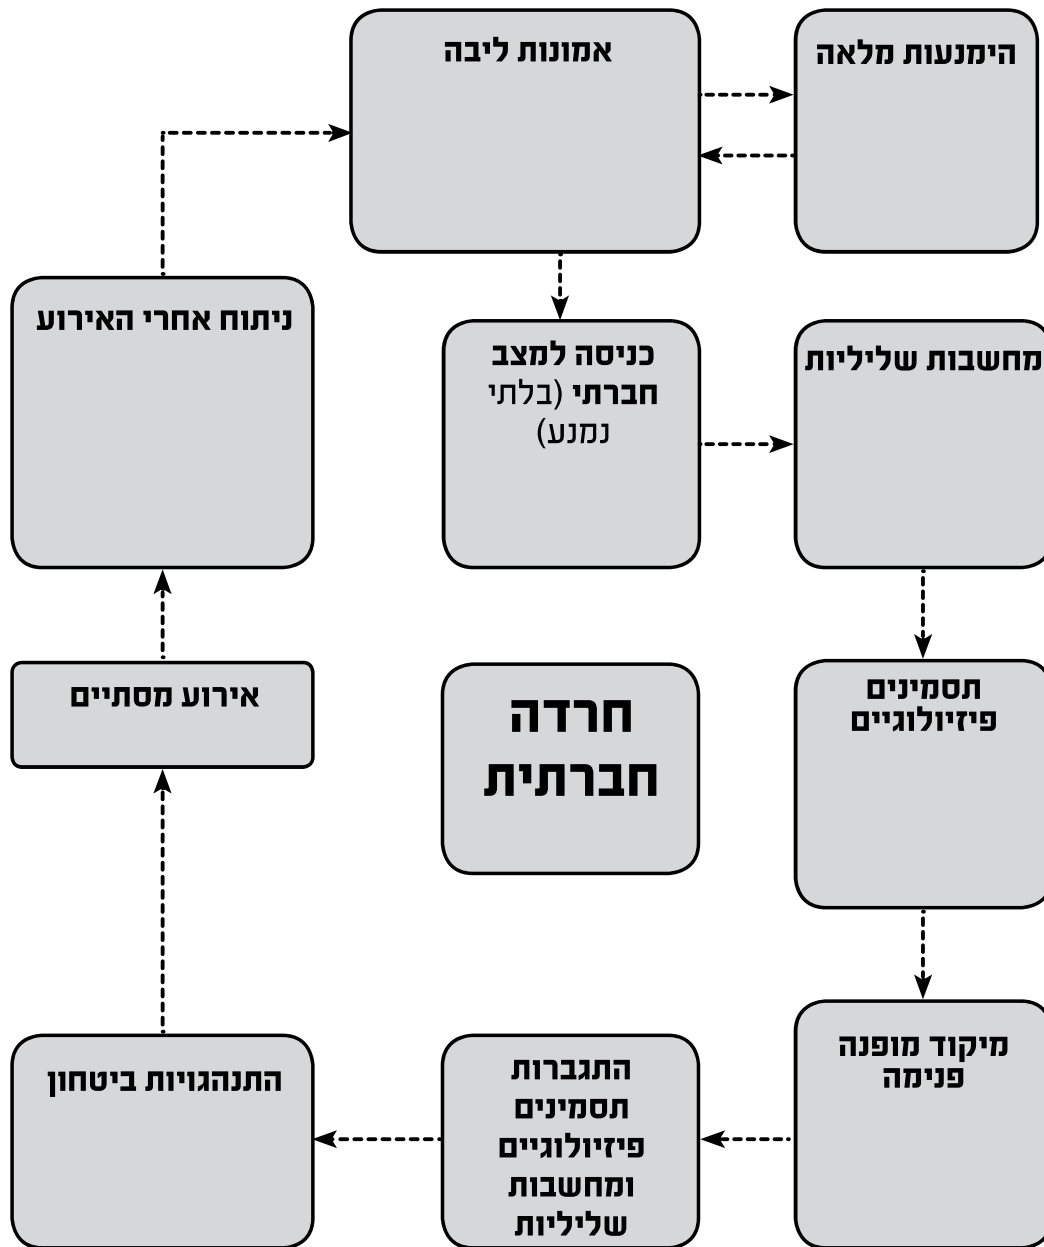 אמונות ליבה
הימנעות מלאה
ניתוח אחרי האירוע
כניסה למצב
חברתי (בלתי
נמנע)
מחשבות שליליות
אירוע מסתיים
חרדה
חברתית
תסמינים
פיזיולוגיים
התנהגויות ביטחון
התגברות
תסמינים
פיזיולוגיים
ומחשבות
שליליות
מיקוד מופנה
פנימה